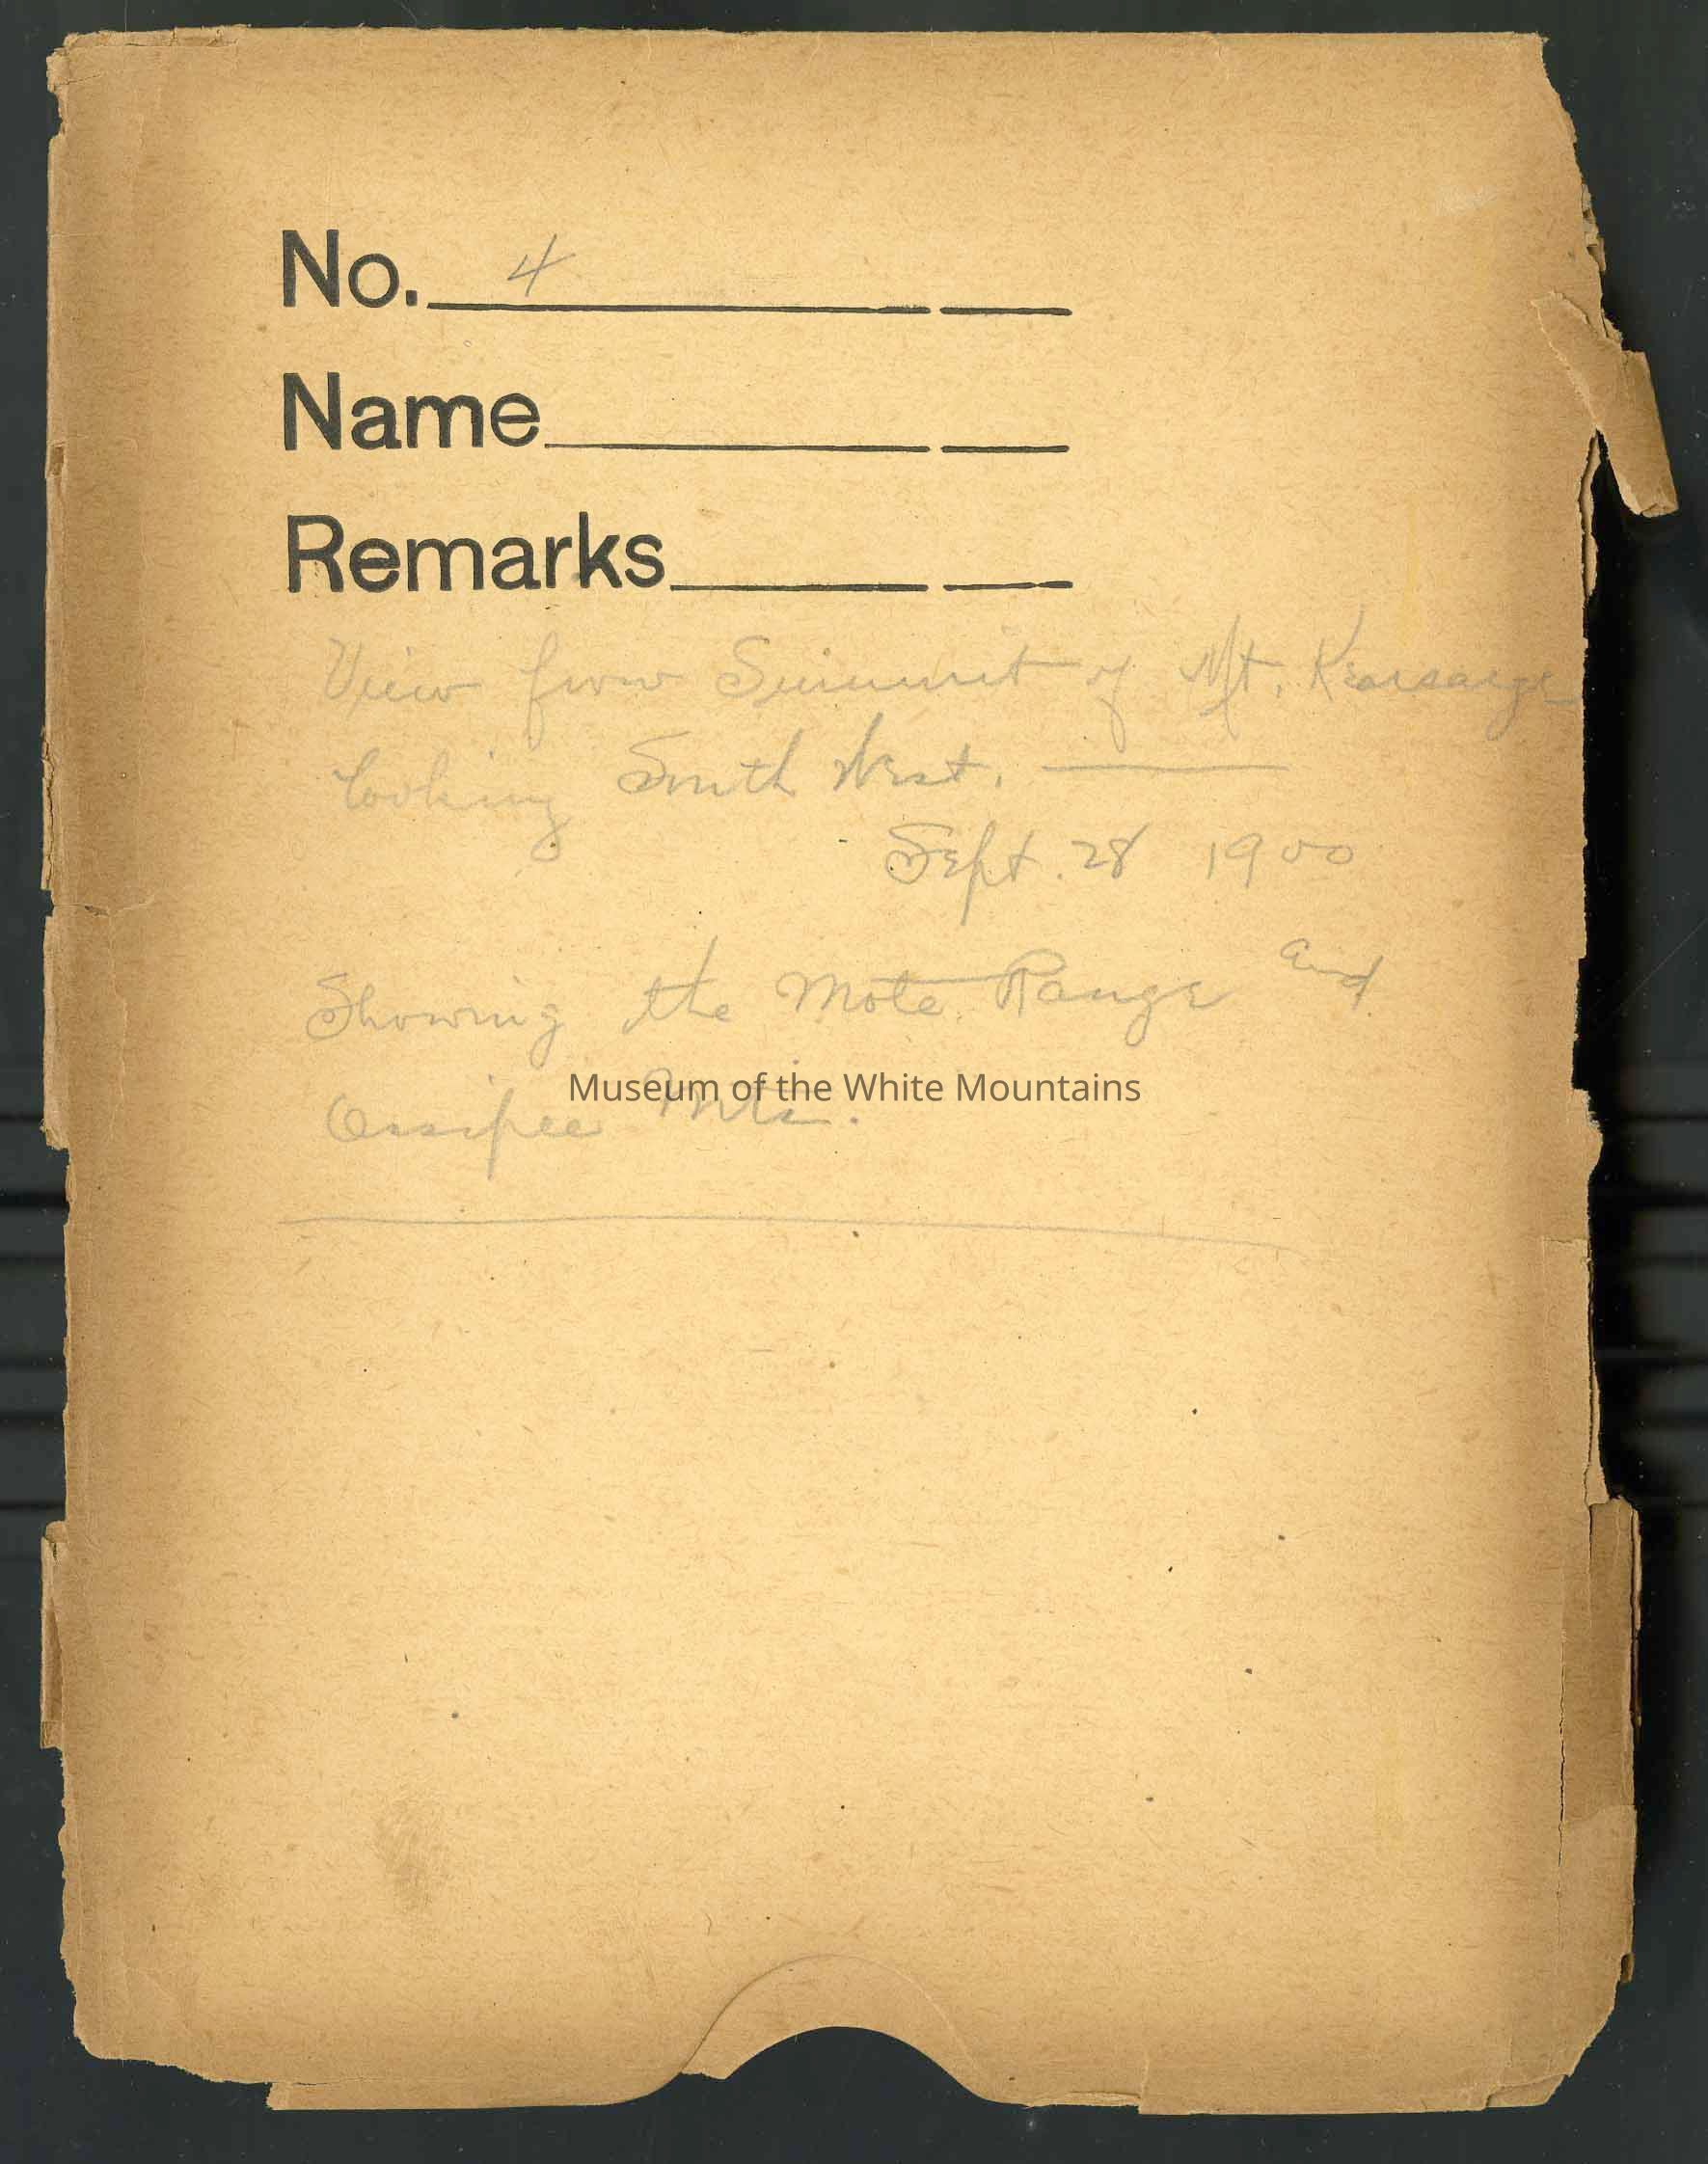 No. 4
Name
Remarks
View from Summit of Mt. Kearsarge
looking South West.
Sept. 28 1900
Showing the Mote Range and
Museum of the White Mountains
Ossipee Mts.